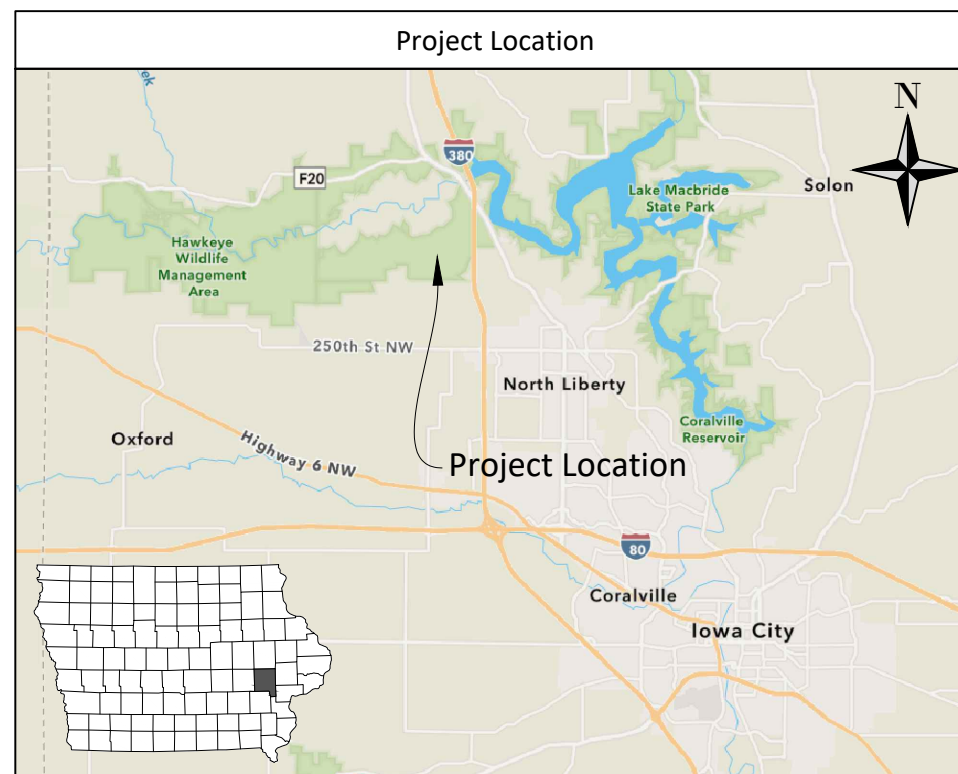 Project Location
ek
N
380
F20
Lake Macbride
State Park
Solon
Hawkeye
Wildlife
Management
Area
250th St NW
North Liberty
Coralville
Reservoir
Oxford
Highway 6 NW
Project Location
80
Coralville
Iowa City